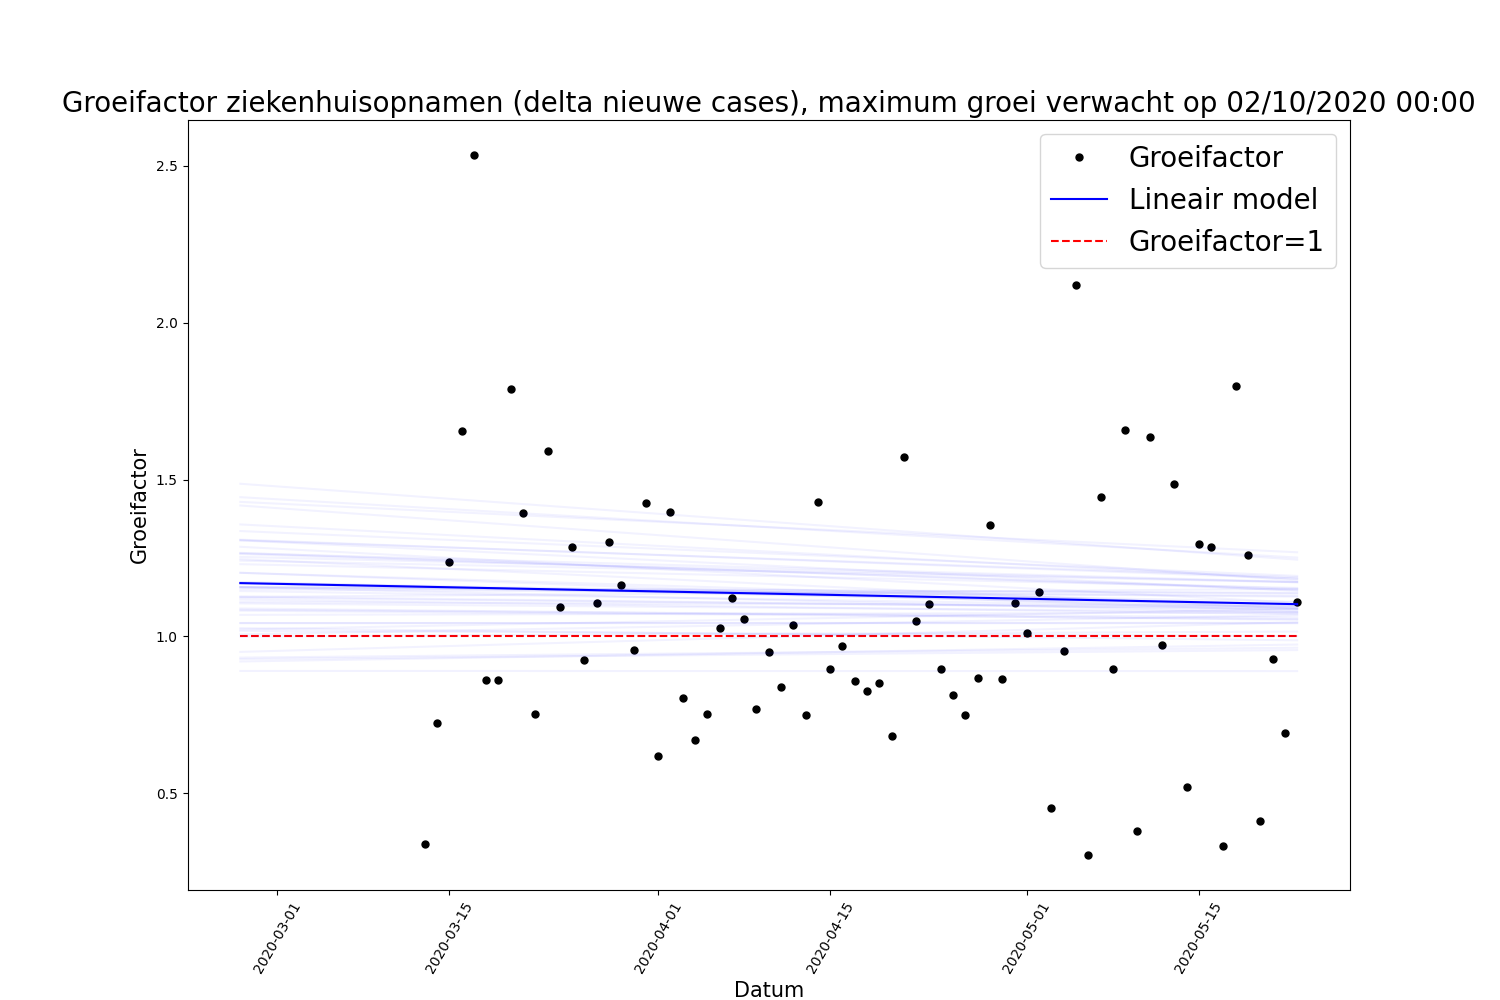 Groeifactor ziekenhuisopnamen (delta nieuwe cases), maximum groei verwacht op 02/10/2020 00:00
Groeifactor
Lineair model
Groeifactor=1
2.5
2.0
1.5
1.0
0.5
Groeifactor
2020-03-01
2020-03-15
2020-04-01
2020-04-15
2020-05-01
2020-05-15
Datum